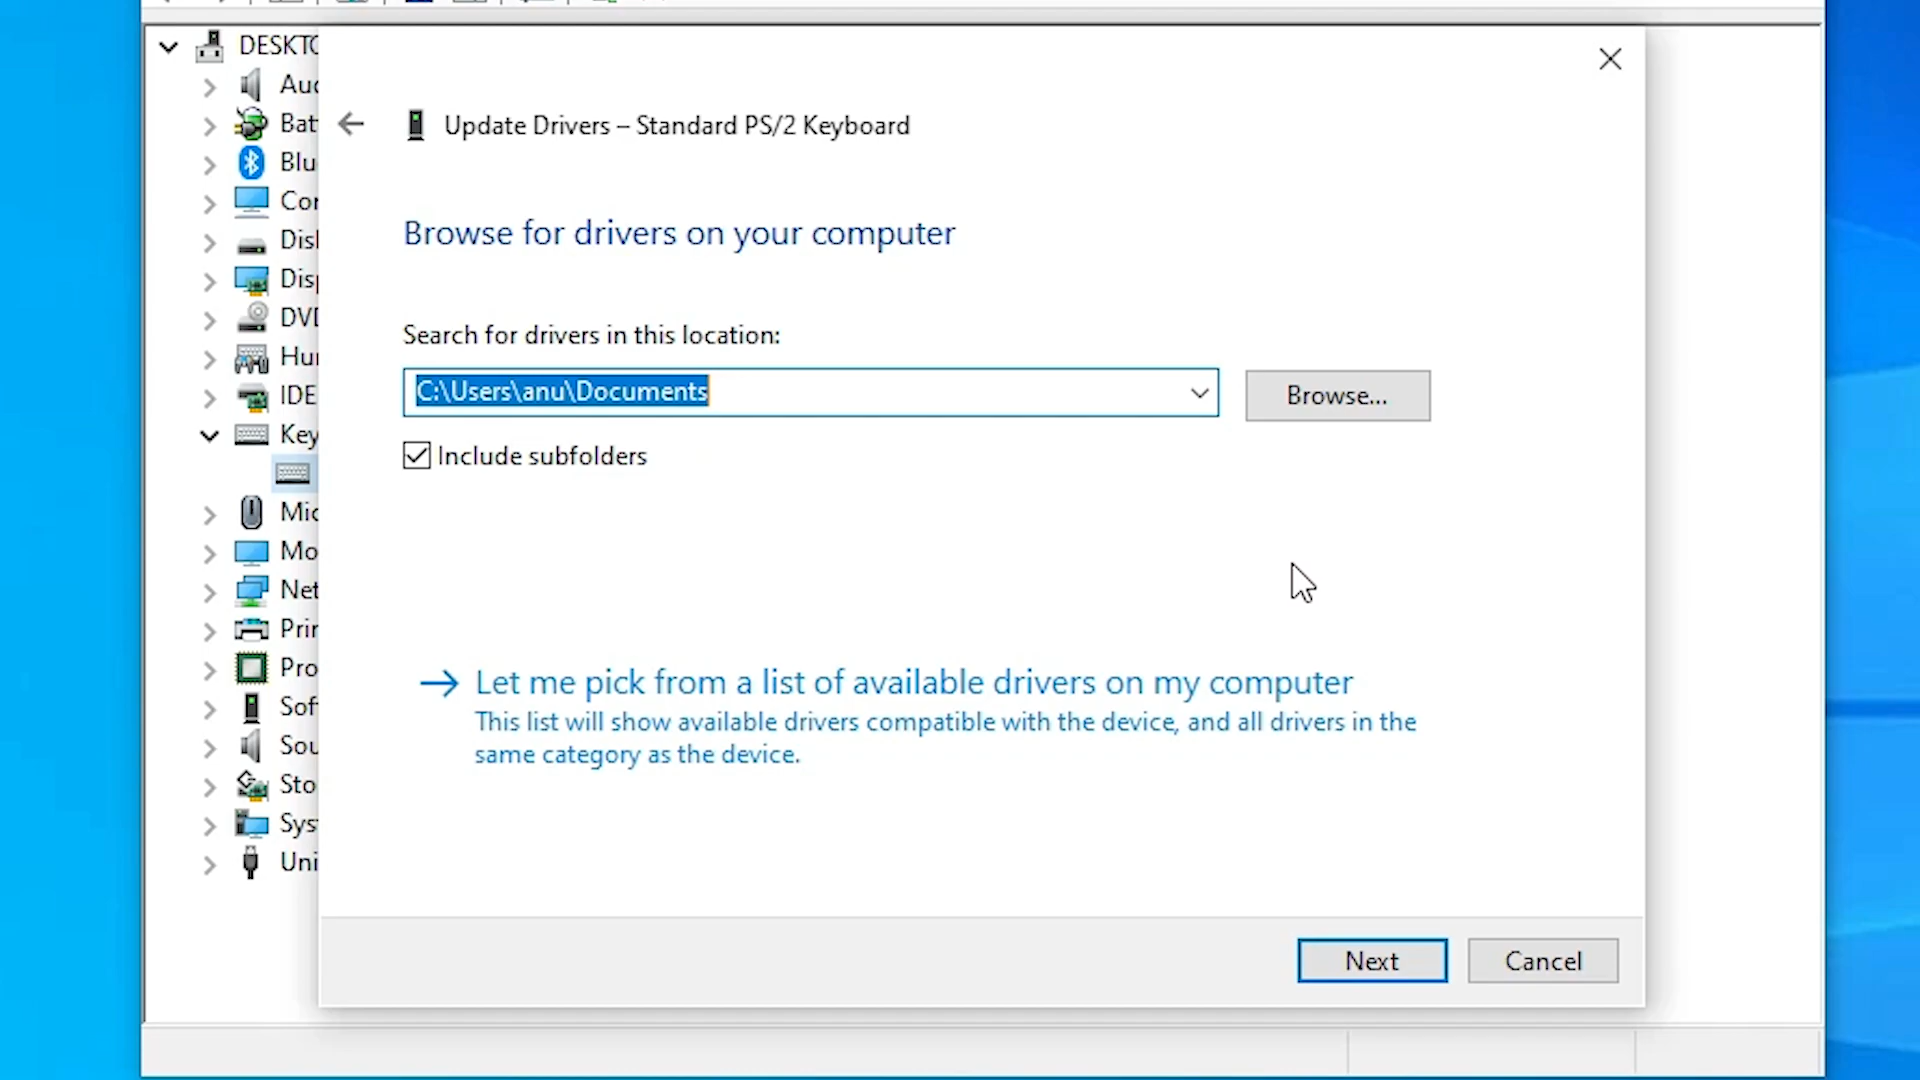 DESKTO
Auc
Update Drivers – Standard PS/2 Keyboard
Bat
Blu
Cor
Browse for drivers on your computer
Disl
Disp
DVD
Search for drivers in this location:
Hur
C:\Users\anu\Documents
Browse...
IDE
Key
Include subfolders
Mic
Mo
Net
Prir
Pro
Let me pick from a list of available drivers on my computer
This list will show available drivers compatible with the device, and all drivers in the
same category as the device.
Sof
Sou
Sto
Sys
Uni
Next
Cancel